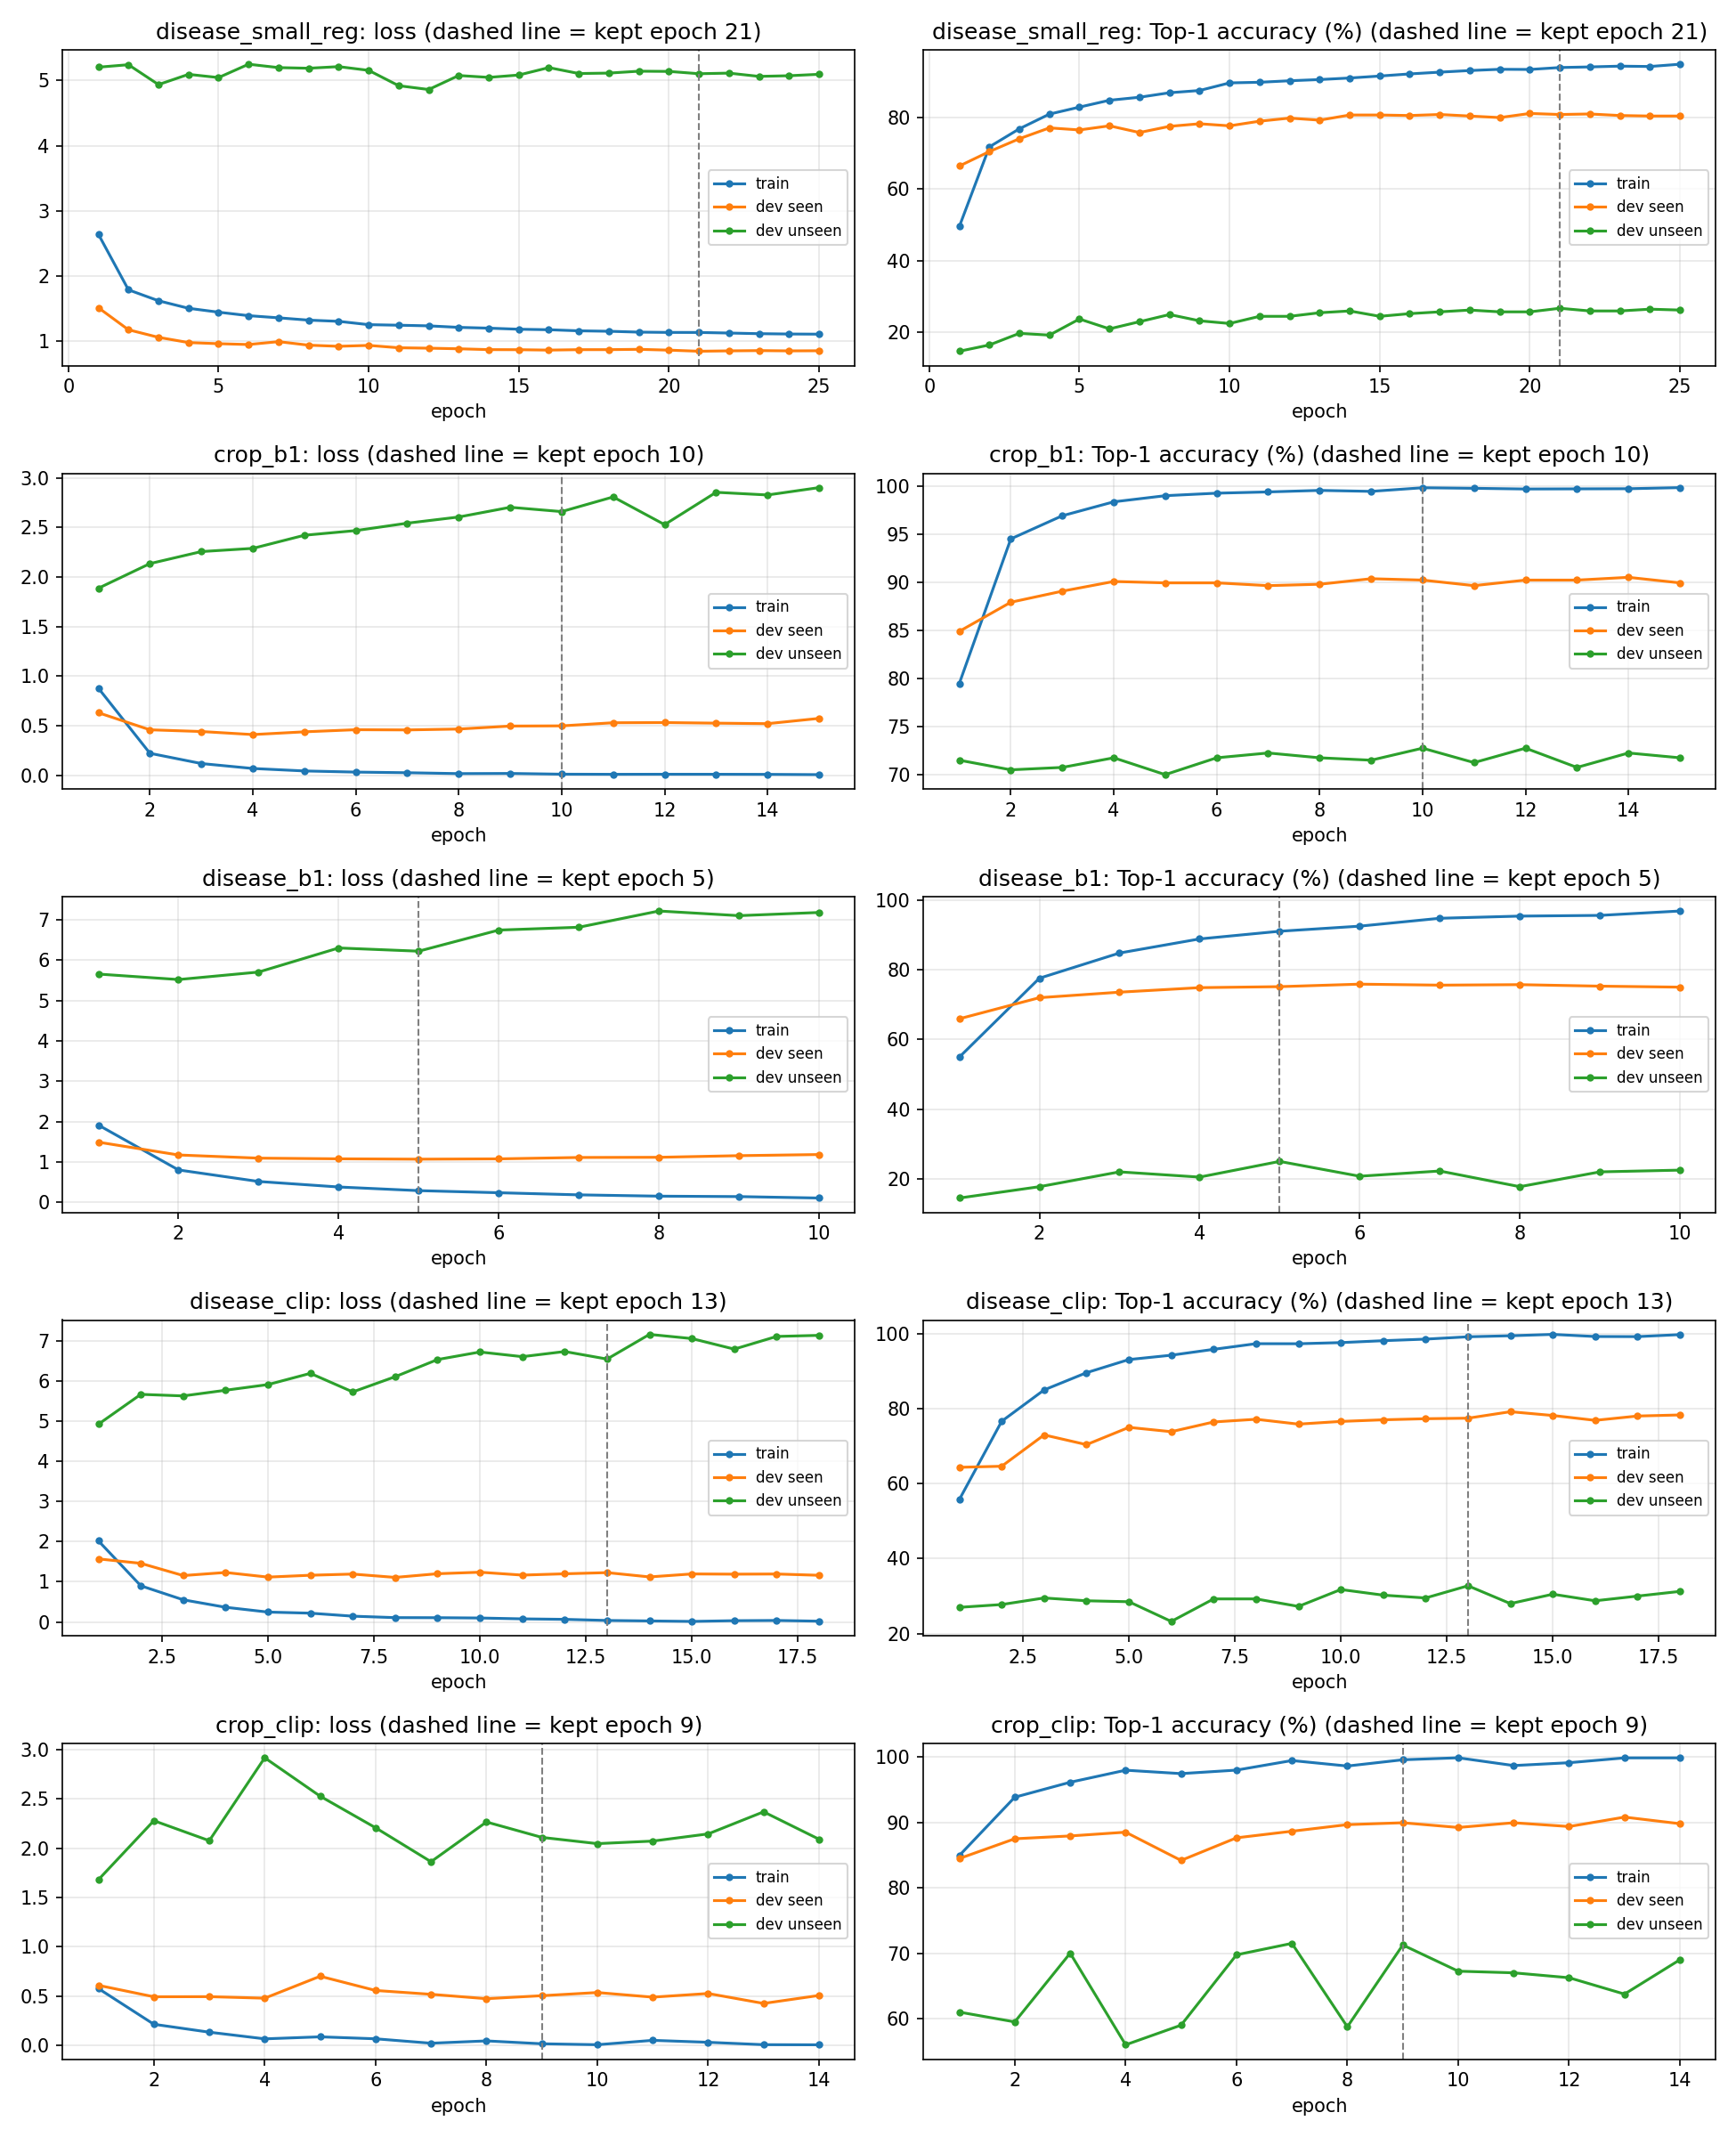 disease_small_reg: loss (dashed line = kept epoch 21)
5
4
3
2
1
train
dev seen
dev unseen
0 5 10 15 20 25
epoch
disease_small_reg: Top-1 accuracy (%) (dashed line = kept epoch 21)
80
60
40
20
train
dev seen
dev unseen
0 5 10 15 20 25
epoch
crop_b1: loss (dashed line = kept epoch 10)
3.0
2.5
2.0
1.5
1.0
0.5
0.0
train
dev seen
dev unseen
2 4 6 8 10 12 14
epoch
crop_b1: Top-1 accuracy (%) (dashed line = kept epoch 10)
100
95
90
85
80
75
70
train
dev seen
dev unseen
2 4 6 8 10 12 14
epoch
disease_b1: loss (dashed line = kept epoch 5)
7
6
5
4
3
2
1
0
train
dev seen
dev unseen
2 4 6 8 10
epoch
disease_b1: Top-1 accuracy (%) (dashed line = kept epoch 5)
100
80
60
40
20
train
dev seen
dev unseen
2 4 6 8 10
epoch
disease_clip: loss (dashed line = kept epoch 13)
7
6
5
4
3
2
1
0
train
dev seen
dev unseen
2.5 5.0 7.5 10.0 12.5 15.0 17.5
epoch
disease_clip: Top-1 accuracy (%) (dashed line = kept epoch 13)
100
80
60
40
20
train
dev seen
dev unseen
2.5 5.0 7.5 10.0 12.5 15.0 17.5
epoch
crop_clip: loss (dashed line = kept epoch 9)
3.0
2.5
2.0
1.5
1.0
0.5
0.0
train
dev seen
dev unseen
2 4 6 8 10 12 14
epoch
crop_clip: Top-1 accuracy (%) (dashed line = kept epoch 9)
100
90
80
70
60
train
dev seen
dev unseen
2 4 6 8 10 12 14
epoch